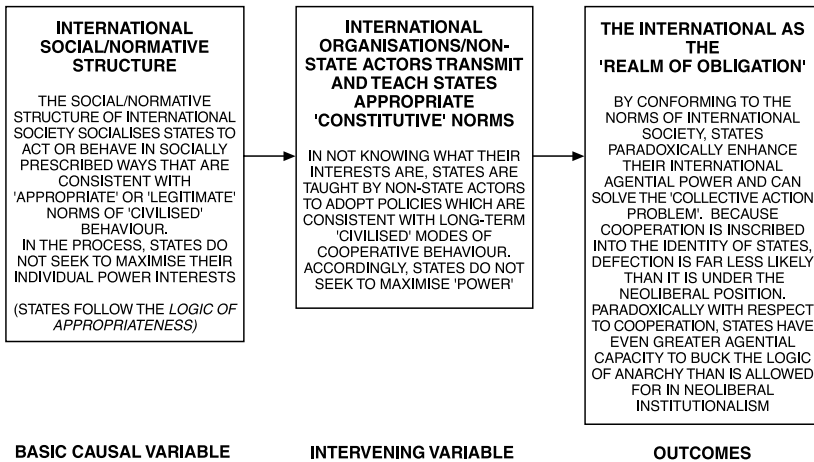 INTERNATIONAL
SOCIAL/NORMATIVE
STRUCTURE
THE SOCIAL/NORMATIVE
STRUCTURE OF INTERNATIONAL
SOCIETY SOCIALISES STATES TO
ACT OR BEHAVE IN SOCIALLY
PRESCRIBED WAYS THAT ARE
CONSISTENT WITH
'APPROPRIATE' OR 'LEGITIMATE'
NORMS OF 'CIVILISED'
BEHAVIOUR.
IN THE PROCESS, STATES DO
NOT SEEK TO MAXIMISE THEIR
INDIVIDUAL POWER INTERESTS
(STATES FOLLOW THE LOGIC OF
APPROPRIATENESS)
BASIC CAUSAL VARIABLE
INTERNATIONAL
ORGANISATIONS/NON-
STATE ACTORS TRANSMIT
AND TEACH STATES
APPROPRIATE
'CONSTITUTIVE' NORMS
IN NOT KNOWING WHAT THEIR
INTERESTS ARE, STATES ARE
TAUGHT BY NON-STATE ACTORS
TO ADOPT POLICIES WHICH ARE
CONSISTENT WITH LONG-TERM
'CIVILISED' MODES OF
COOPERATIVE BEHAVIOUR.
ACCORDINGLY, STATES DO NOT
SEEK TO MAXIMISE 'POWER'
INTERVENING VARIABLE
THE INTERNATIONAL AS
THE
'REALM OF OBLIGATION'
BY CONFORMING TO THE
NORMS OF INTERNATIONAL
SOCIETY, STATES
PARADOXICALLY ENHANCE
THEIR INTERNATIONAL
AGENTIAL POWER AND CAN
SOLVE THE 'COLLECTIVE ACTION
PROBLEM'. BECAUSE
COOPERATION IS INSCRIBED
INTO THE IDENTITY OF STATES,
DEFECTION IS FAR LESS LIKELY
THAN IT IS UNDER THE
NEOLIBERAL POSITION.
PARADOXICALLY WITH RESPECT
TO COOPERATION, STATES HAVE
EVEN GREATER AGENTIAL
CAPACITY TO BUCK THE LOGIC
OF ANARCHY THAN IS ALLOWED
FOR IN NEOLIBERAL
INSTITUTIONALISM
OUTCOMES